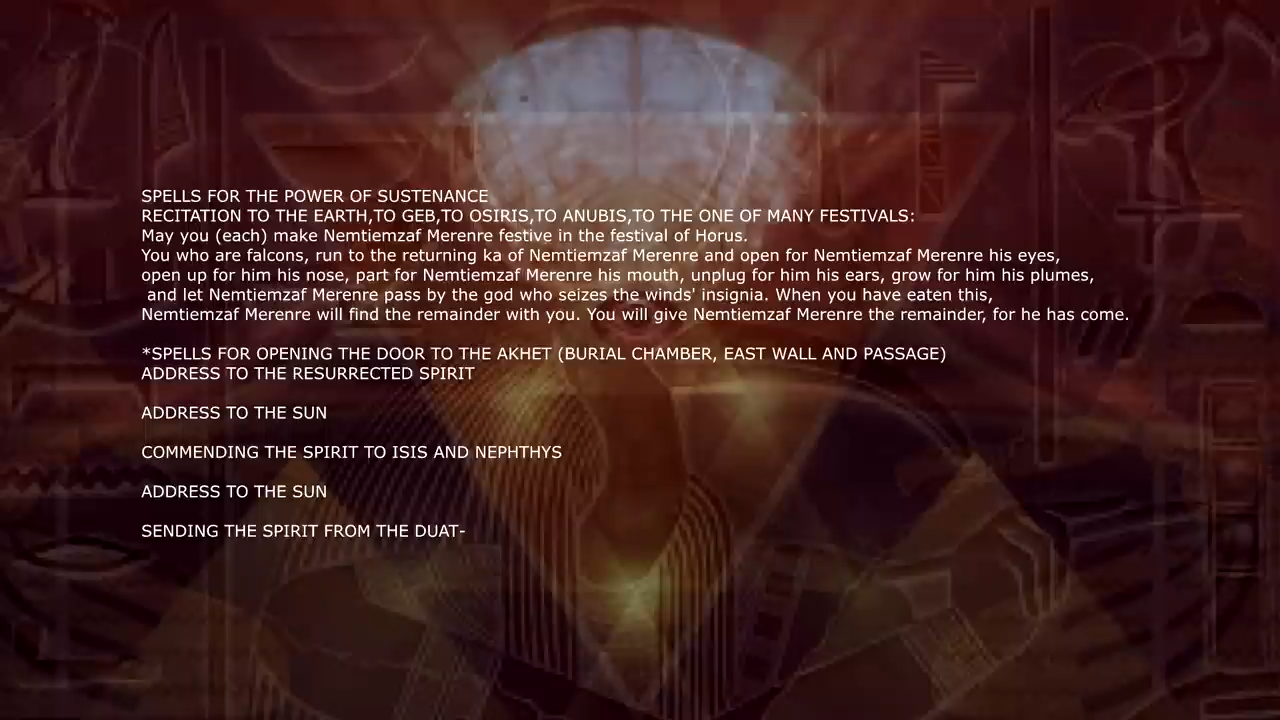 SPELLS FOR THE POWER OF SUSTENANCE
RECITATION TO THE EARTH,TO GEB,TO OSIRIS,TO ANUBIS,TO THE ONE OF MANY FESTIVALS:
May you (each) make Nemtiemzaf Merenre festive in the festival of Horus.
You who are falcons, run to the returning ka of Nemtiemzaf Merenre and open for Nemtiemzaf Merenre his eyes,
open up for him his nose, part for Nemtiemzaf Merenre his mouth, unplug for him his ears, grow for him his plumes,
and let Nemtiemzaf Merenre pass by the god who seizes the winds' insignia. When you have eaten this,
Nemtiemzaf Merenre will find the remainder with you. You will give Nemtiemzaf Merenre the remainder, for he has come.
*SPELLS FOR OPENING THE DOOR TO THE AKHET (BURIAL CHAMBER, EAST WALL AND PASSAGE)
ADDRESS TO THE RESURRECTED SPIRIT
ADDRESS TO THE SUN
COMMENDING THE SPIRIT TO ISIS AND NEPHTHYS
ADDRESS TO THE SUN
SENDING THE SPIRIT FROM THE DUAT-